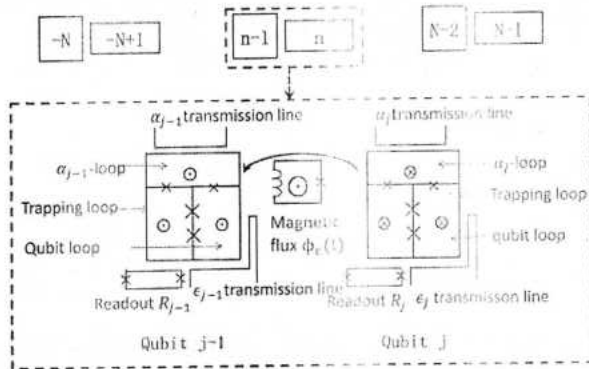 -N -N+1 n-1 n N-2 N-1
α_{j-1} transmission line α_j transmission line
α_{j-1}-loop α_j-loop
Trapping loop Trapping loop
Magnetic
Qubit loop flux ϕ_c(t) qubit loop
ϵ_{j-1} transmission line ϵ_j transmisson line
Readout R_{j-1} Readout R_j
Qubit j-1 Qubit j